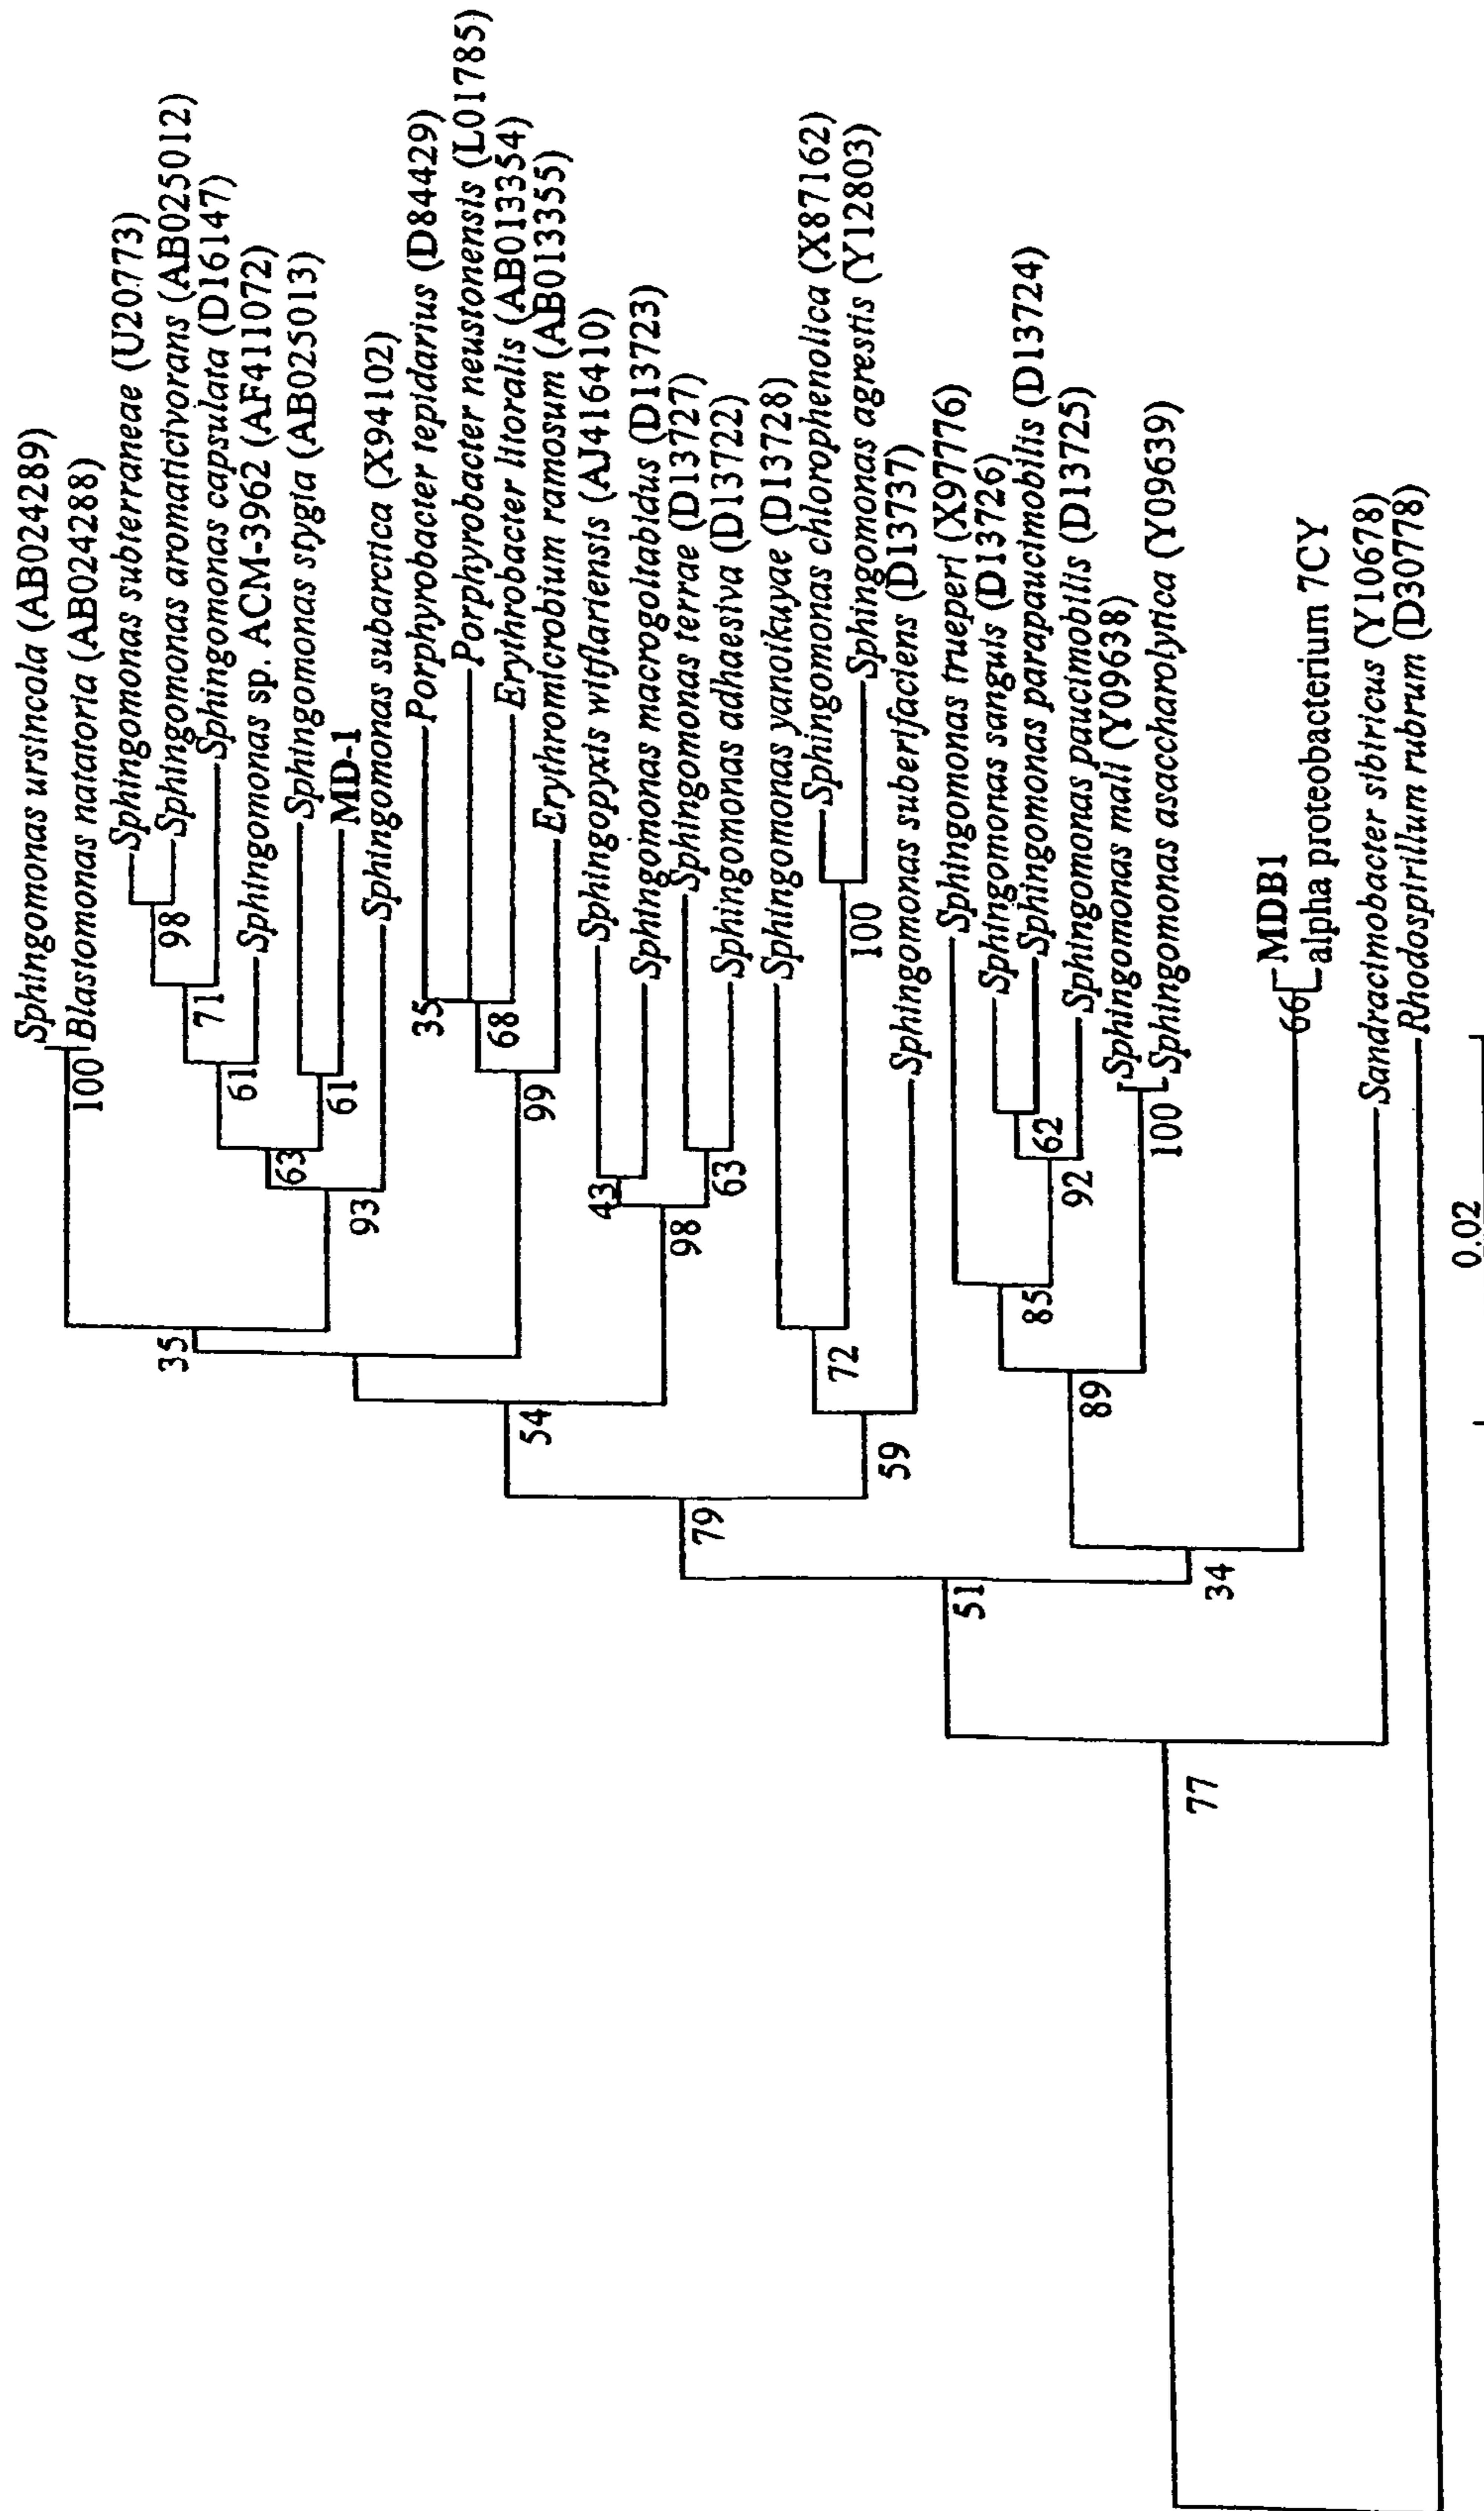 Sphingomonas ursincola (AB024289)
100
Blastomonas natatoria (AB024288)
Sphingomonas subterraneae (U20773)
98
Sphingomonas aromaticivorans (AB025012)
71
Sphingomonas capsulata (D16147)
61
Sphingomonas sp. ACM-3962 (AF411072)
63
Sphingomonas stygia (AB025013)
61
MD-1
93
Sphingomonas subarctica (X94102)
35
Porphyrobacter tepidarius (D84429)
35
Porphyrobacter neustonensis (L01785)
68
Erythrobacter litoralis (AB013354)
99
Erythromicrobium ramosum (AB013355)
54
Sphingopyxis witflariensis (AJ416410)
43
Sphingomonas macrogoltabidus (D13723)
98
Sphingomonas terrae (D13727)
63
Sphingomonas adhaesiva (D13722)
79
Sphingomonas yanoikuyae (D13728)
72
Sphingomonas chlorophenolica (X87162)
100
Sphingomonas agrestis (Y12803)
59
Sphingomonas suberifaciens (D13737)
51
Sphingomonas trueperi (X97776)
85
Sphingomonas sanguis (D13726)
62
Sphingomonas parapaucimobilis (D13724)
92
Sphingomonas paucimobilis (D13725)
89
Sphingomonas mali (Y09638)
100
Sphingomonas asaccharolytica (Y09639)
34
MDB1
66
alpha proteobacterium 7CY
77
Sandracinobacter sibiricus (Y10678)
Rhodospirillum rubrum (D30778)
0.02